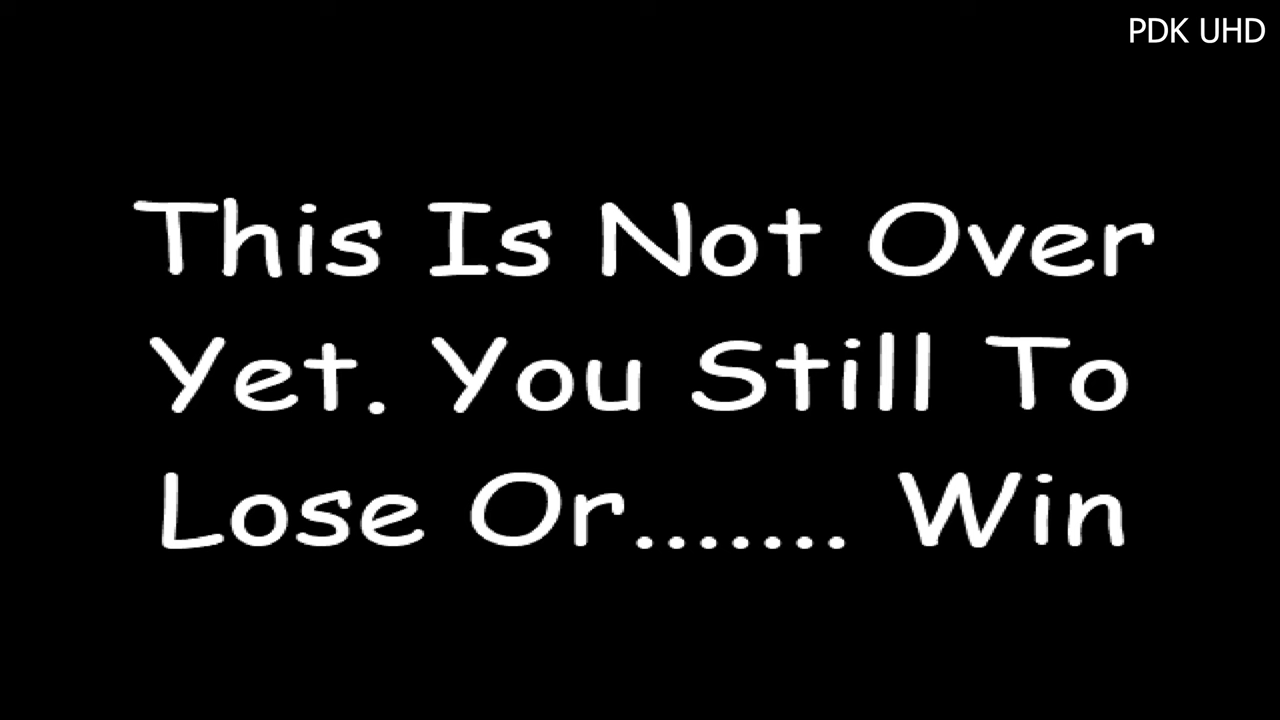 PDK UHD
This Is Not Over
Yet. You Still To
Lose Or....... Win